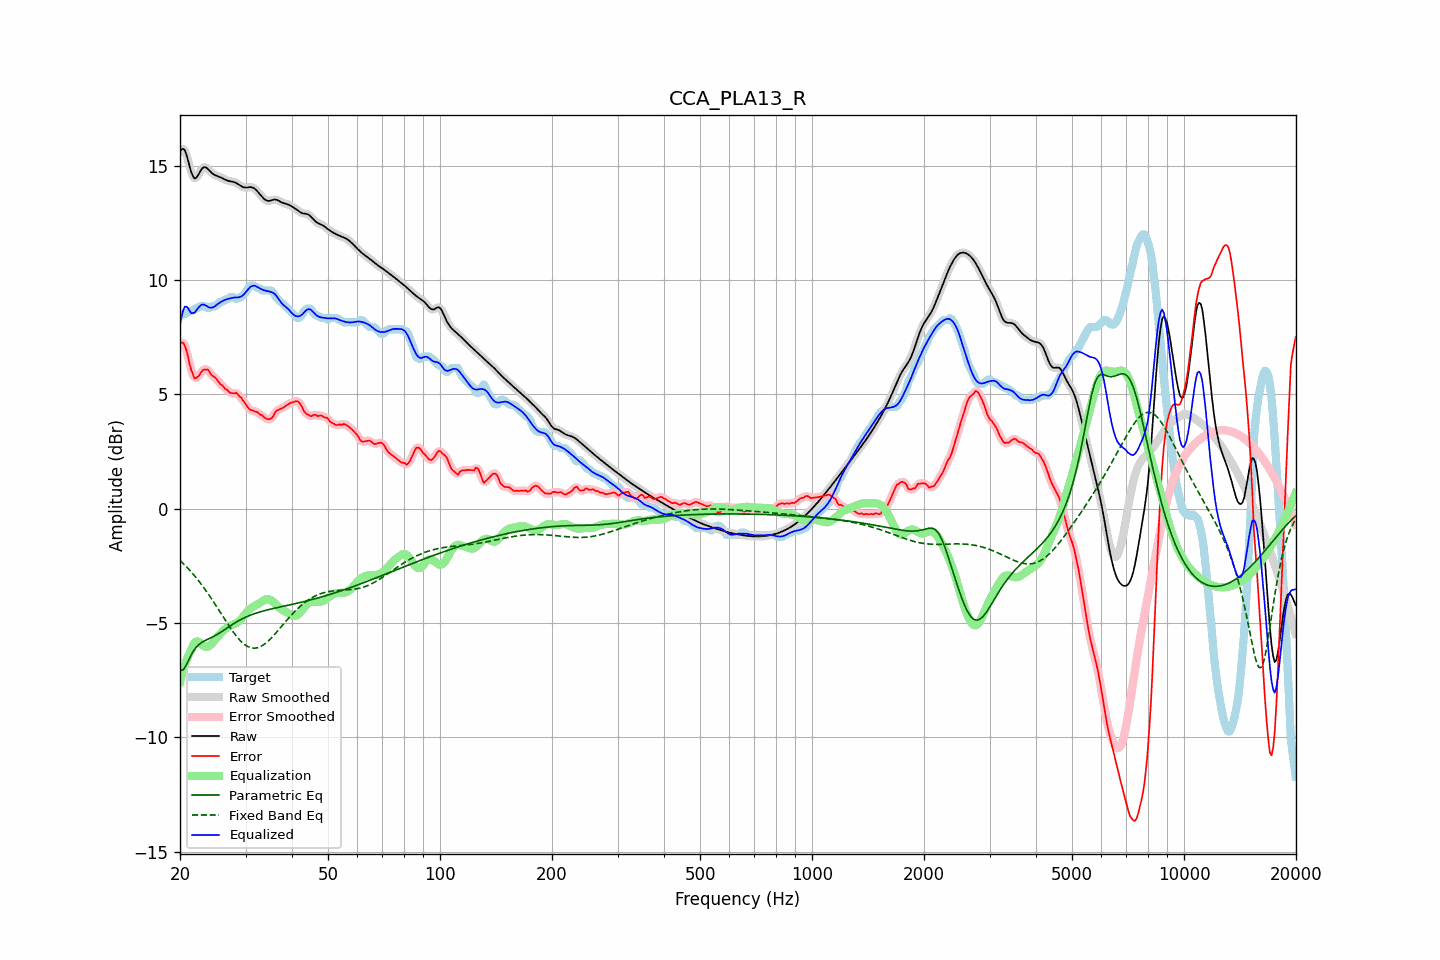 CCA_PLA13_R
Amplitude (dBr)
15
10
5
0
−5
−10
−15
Target
Raw Smoothed
Error Smoothed
Raw
Error
Equalization
Parametric Eq
Fixed Band Eq
Equalized
20
50
100
200
500
1000
2000
5000
10000
20000
Frequency (Hz)